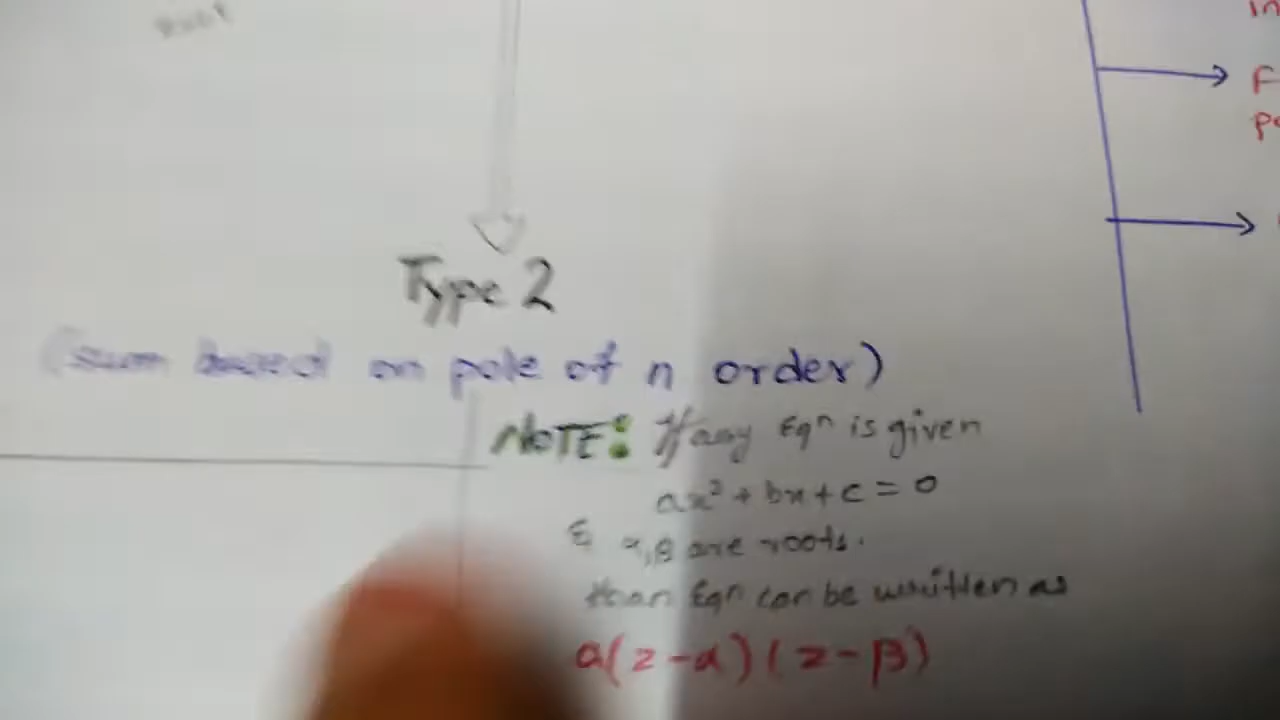 Type 2
(sum based on pole of n order)
NOTE: If any Eqn is given
ax² + bx + c = 0
& α, β are roots.
than Eqn can be written as
a(z-α)(z-β)